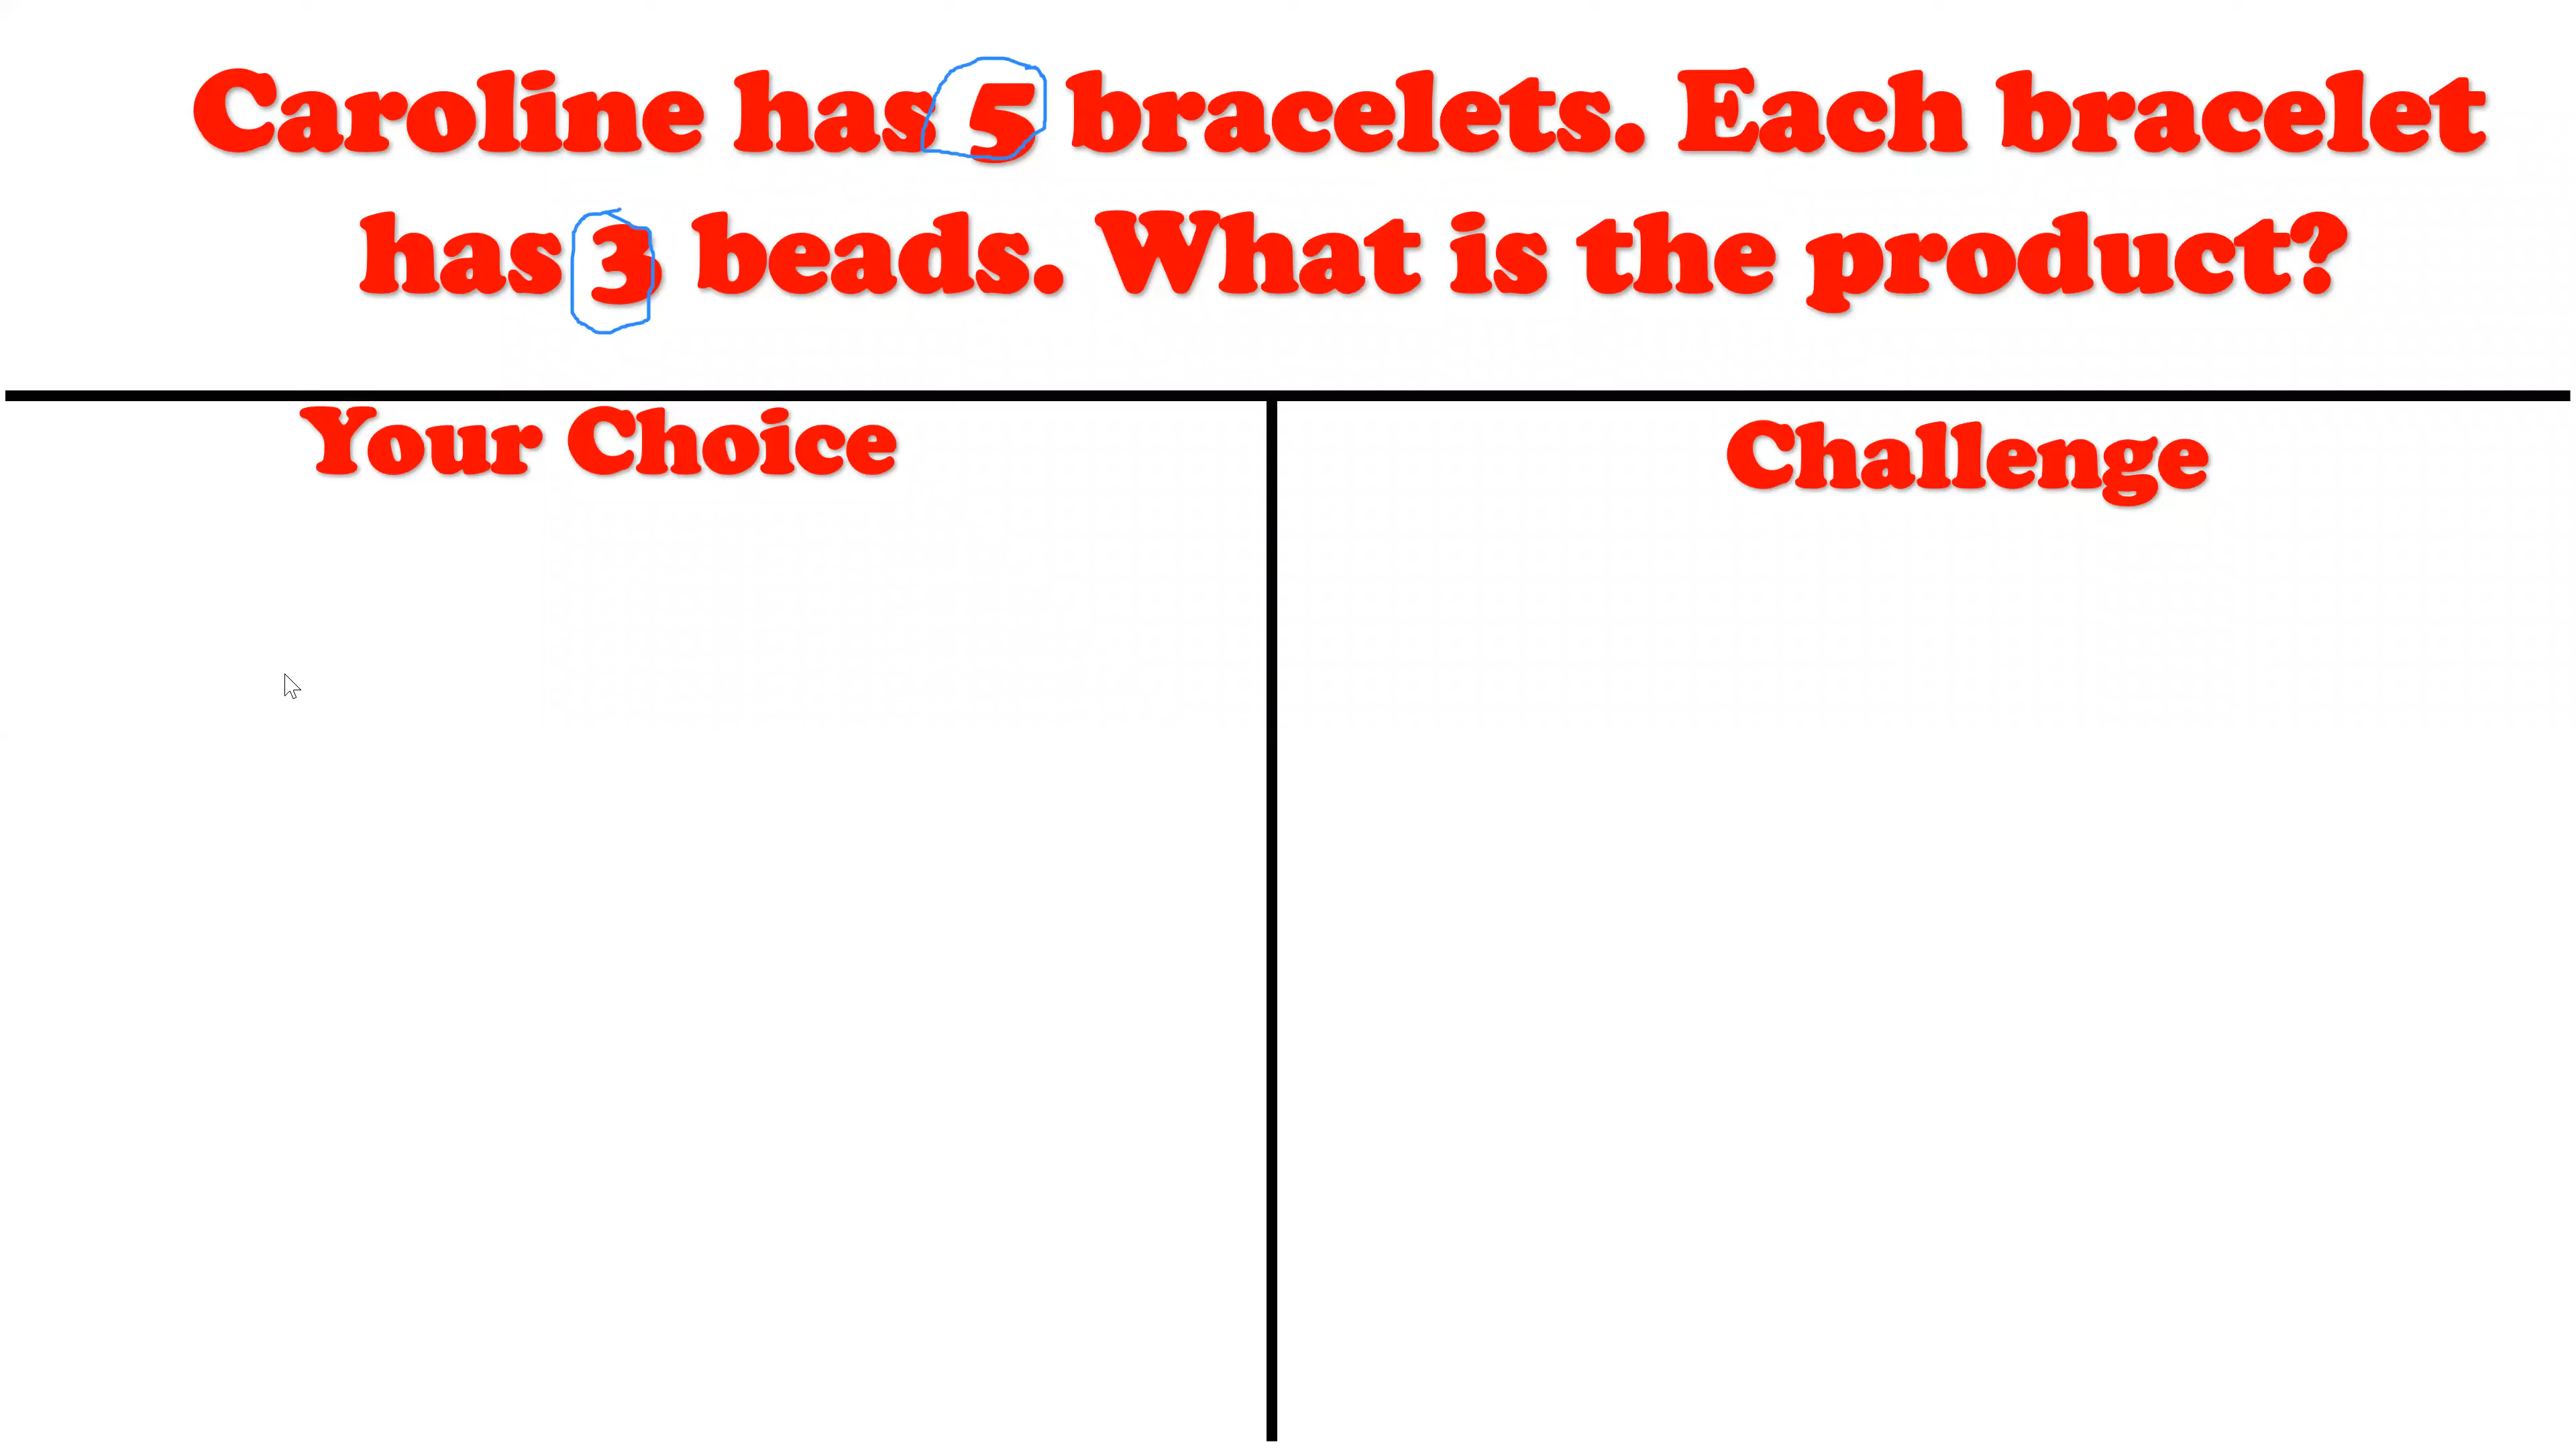 Caroline has 5 bracelets. Each bracelet
has 3 beads. What is the product?
Your Choice
Challenge